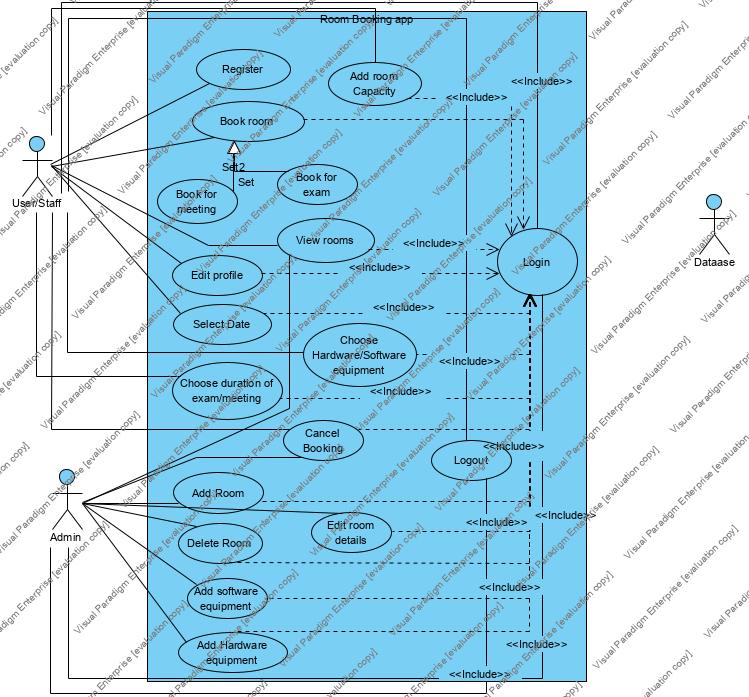 Room Booking app
Register
Add room
Capacity
<<Include>>
<<Include>>
Book room
Set2
Set
Book for
exam
Book for
meeting
User/Staff
View rooms
<<Include>>
Login
Dataase
Edit profile
<<Include>>
Select Date
<<Include>>
Choose
Hardware/Software
equipment
<<Include>>
Choose duration of
exam/meeting
<<Include>>
Cancel
Booking
<<Include>>
Logout
Add Room
<<Include>>
Edit room
details
<<Include>>
Admin
Delete Room
Add software
equipment
<<Include>>
Add Hardware
equipment
<<Include>>
<<Include>>
Visual Paradigm Enterprise [evaluation copy]